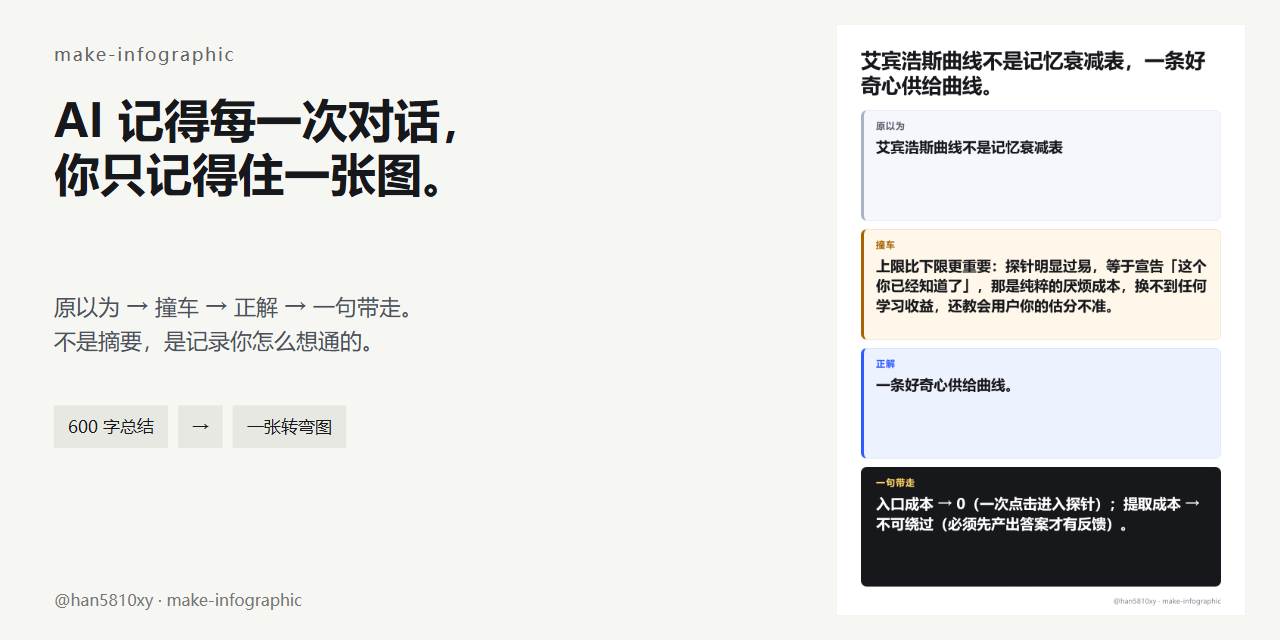 make-infographic
AI 记得每一次对话，
你只记得住一张图。
原以为 → 撞车 → 正解 → 一句带走。
不是摘要，是记录你怎么想通的。
600 字总结
→
一张转弯图
@han5810xy · make-infographic
艾宾浩斯曲线不是记忆衰减表，一条好
奇心供给曲线。
原以为
艾宾浩斯曲线不是记忆衰减表
撞车
上限比下限更重要：探针明显过易，等于宣告「这个
你已经知道了」，那是纯粹的厌烦成本，换不到任何
学习收益，还教会用户你的估分不准。
正解
一条好奇心供给曲线。
一句带走
入口成本 → 0（一次点击进入探针）；提取成本 →
不可绕过（必须先产出答案才有反馈）。
@han5810xy · make-infographic